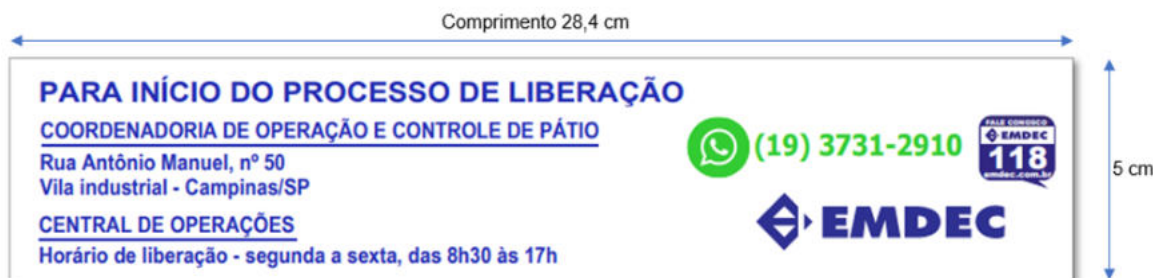 Comprimento 28,4 cm
PARA INÍCIO DO PROCESSO DE LIBERAÇÃO
COORDENADORIA DE OPERAÇÃO E CONTROLE DE PÁTIO
Rua Antônio Manuel, nº 50
Vila industrial - Campinas/SP
CENTRAL DE OPERAÇÕES
Horário de liberação - segunda a sexta, das 8h30 às 17h
(19) 3731-2910
FALE CONOSCO
EMDEC
118
emdec.com.br
EMDEC
5 cm